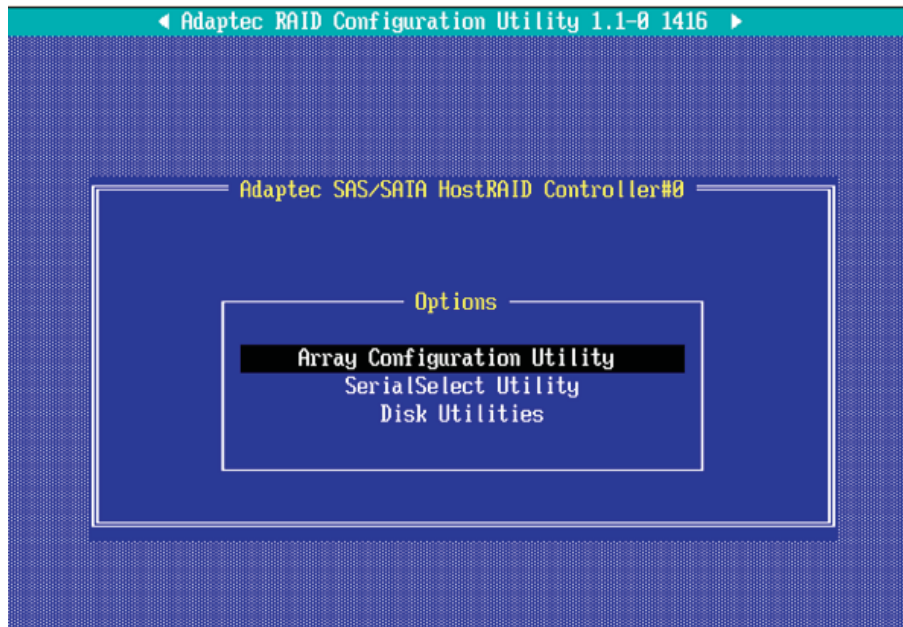 Adaptec RAID Configuration Utility 1.1-0 1416
Adaptec SAS/SATA HostRAID Controller#0
Options
Array Configuration Utility
SerialSelect Utility
Disk Utilities